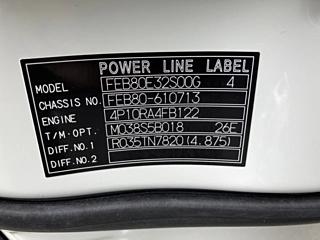 POWER LINE LABEL
MODEL FEB80E32S00G 4
CHASSIS NO. FEB80-610713
ENGINE 4P10RA4FB122
T/M·OPT. M038S5B018 26E
DIFF.NO.1 R035TN7820(4.875)
DIFF.NO.2